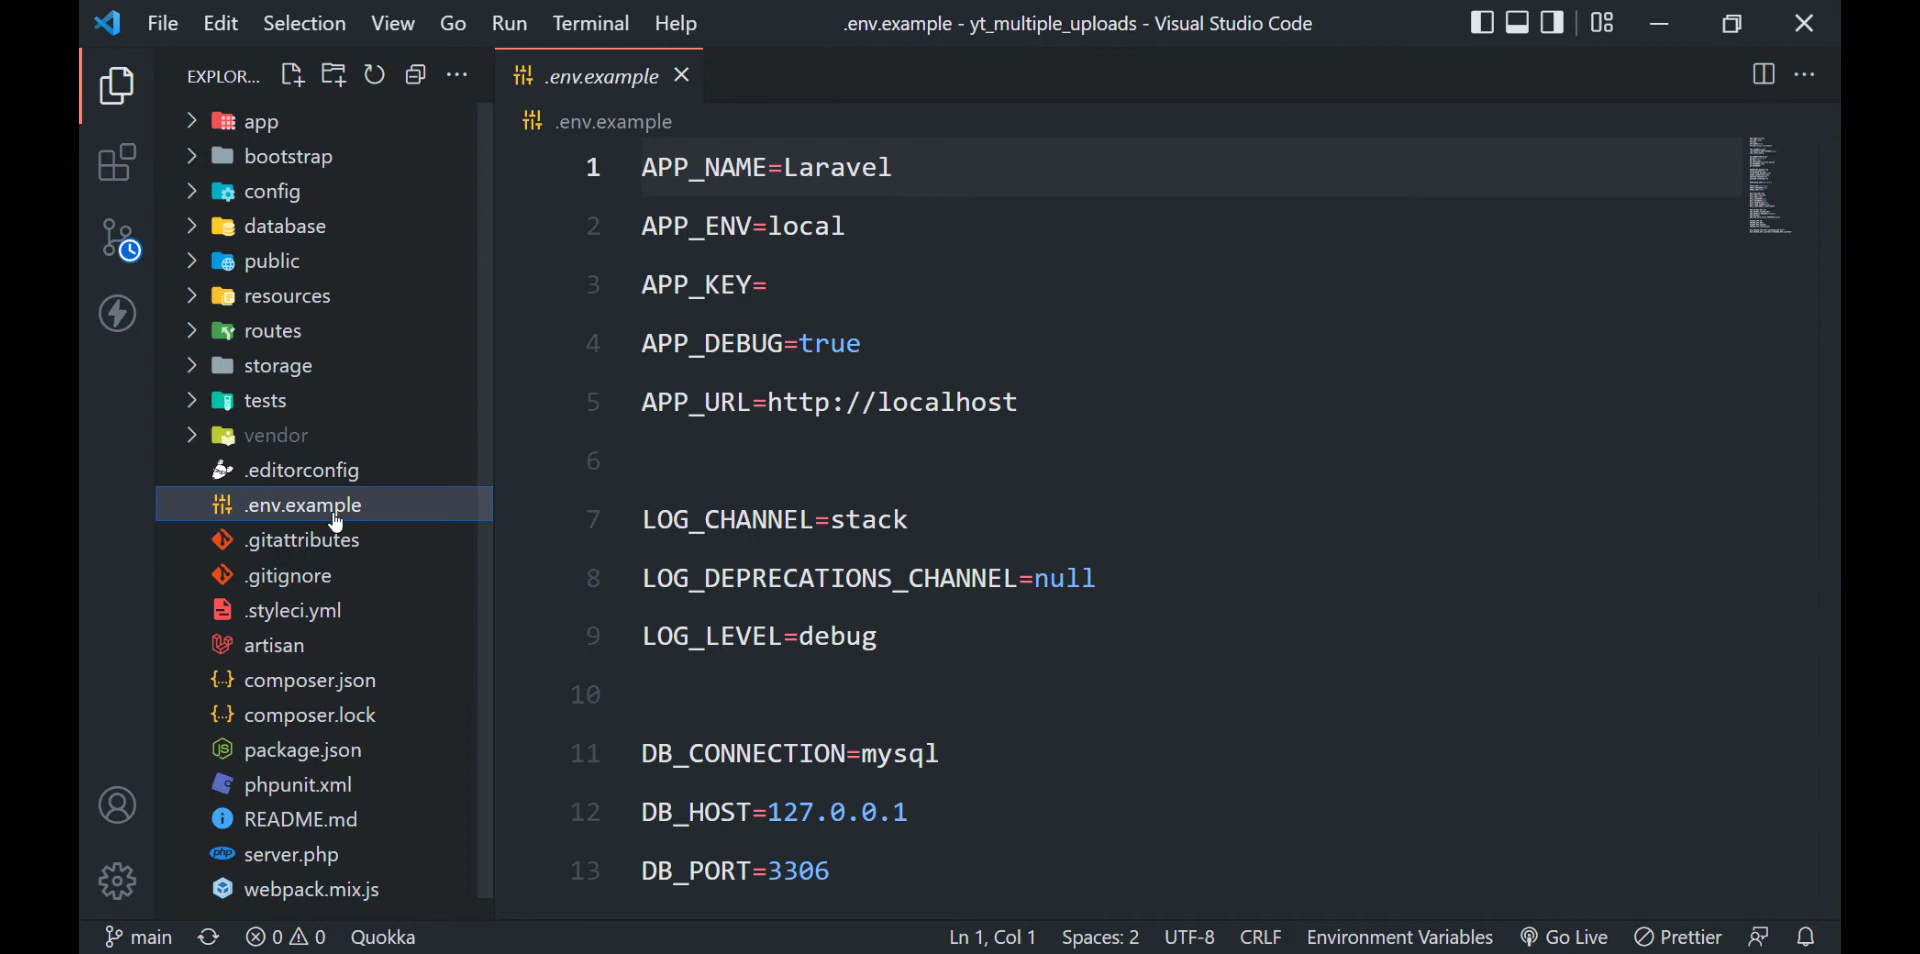 File Edit Selection View Go Run Terminal Help .env.example - yt_multiple_uploads - Visual Studio Code
EXPLOR...
app
bootstrap
config
database
public
resources
routes
storage
tests
vendor
.editorconfig
.env.example
.gitattributes
.gitignore
.styleci.yml
artisan
composer.json
composer.lock
package.json
phpunit.xml
README.md
server.php
webpack.mix.js
.env.example
.env.example
1 APP_NAME=Laravel
2 APP_ENV=local
3 APP_KEY=
4 APP_DEBUG=true
5 APP_URL=http://localhost
6
7 LOG_CHANNEL=stack
8 LOG_DEPRECATIONS_CHANNEL=null
9 LOG_LEVEL=debug
10
11 DB_CONNECTION=mysql
12 DB_HOST=127.0.0.1
13 DB_PORT=3306
main 0 0 Quokka Ln 1, Col 1 Spaces: 2 UTF-8 CRLF Environment Variables Go Live Prettier